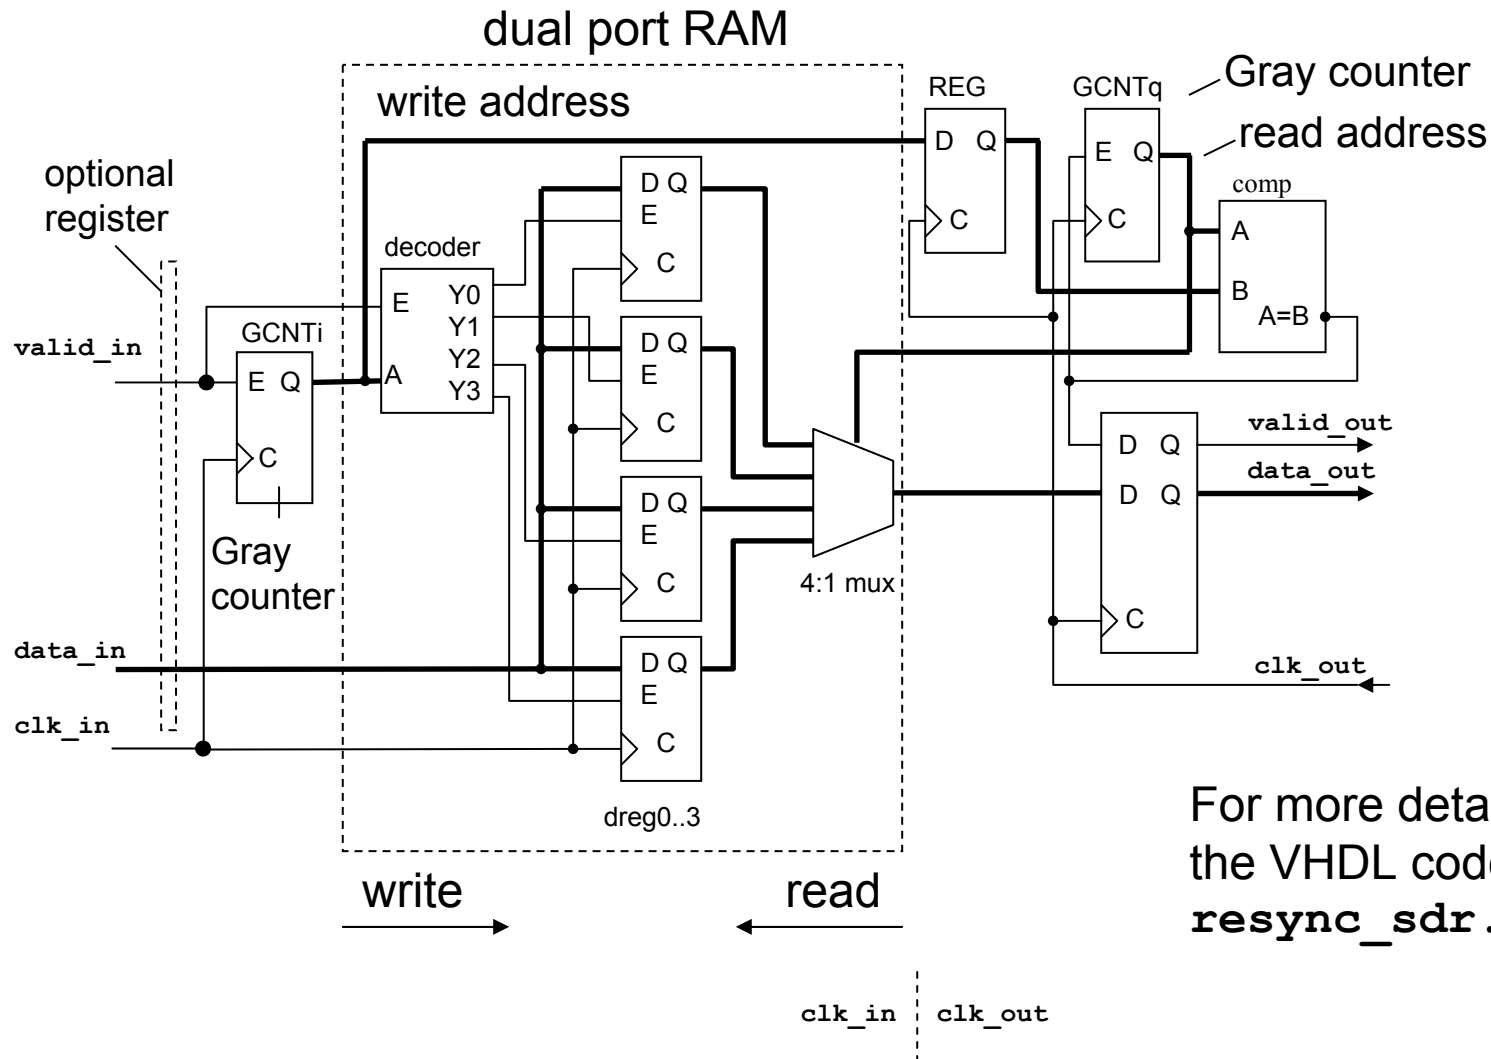 dual port RAM
write address
REG
GCNTq
Gray counter
read address
optional
register
D Q
E Q
C
C
comp
A
B
A=B
D Q
E
C
decoder
E
A
Y0
Y1
Y2
Y3
valid_in
GCNTi
E Q
C
D Q
E
C
valid_out
data_out
D Q
D Q
C
D Q
E
C
4:1 mux
Gray
counter
data_in
clk_in
D Q
E
C
clk_out
dreg0..3
For more deta
the VHDL code
resync_sdr.
write
read
clk_in
clk_out